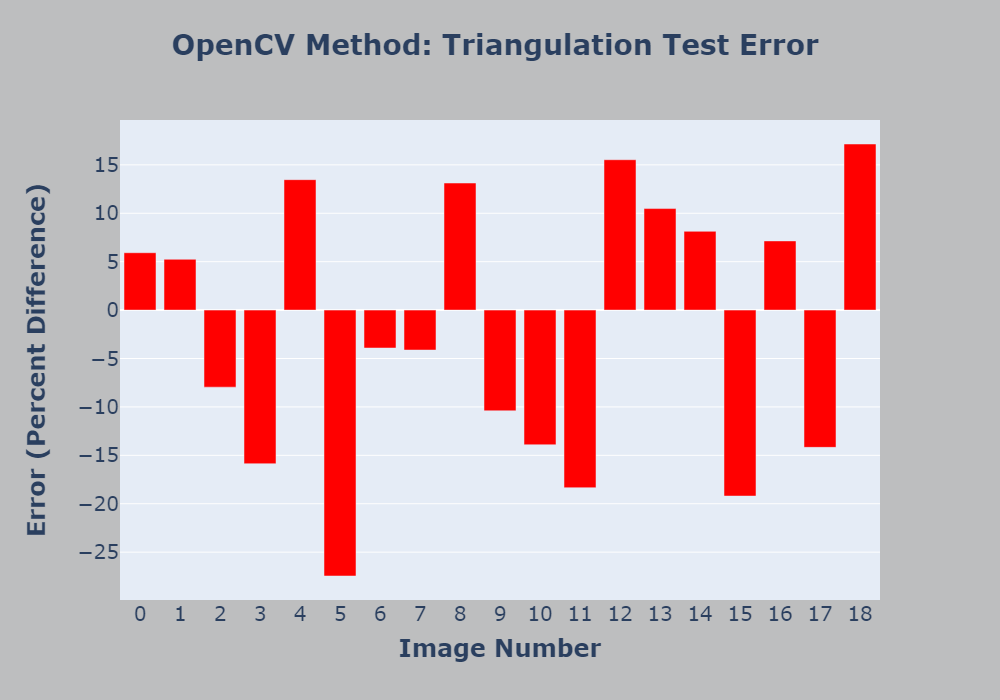 OpenCV Method: Triangulation Test Error
Error (Percent Difference)
15
10
5
0
−5
−10
−15
−20
−25
0 1 2 3 4 5 6 7 8 9 10 11 12 13 14 15 16 17 18
Image Number